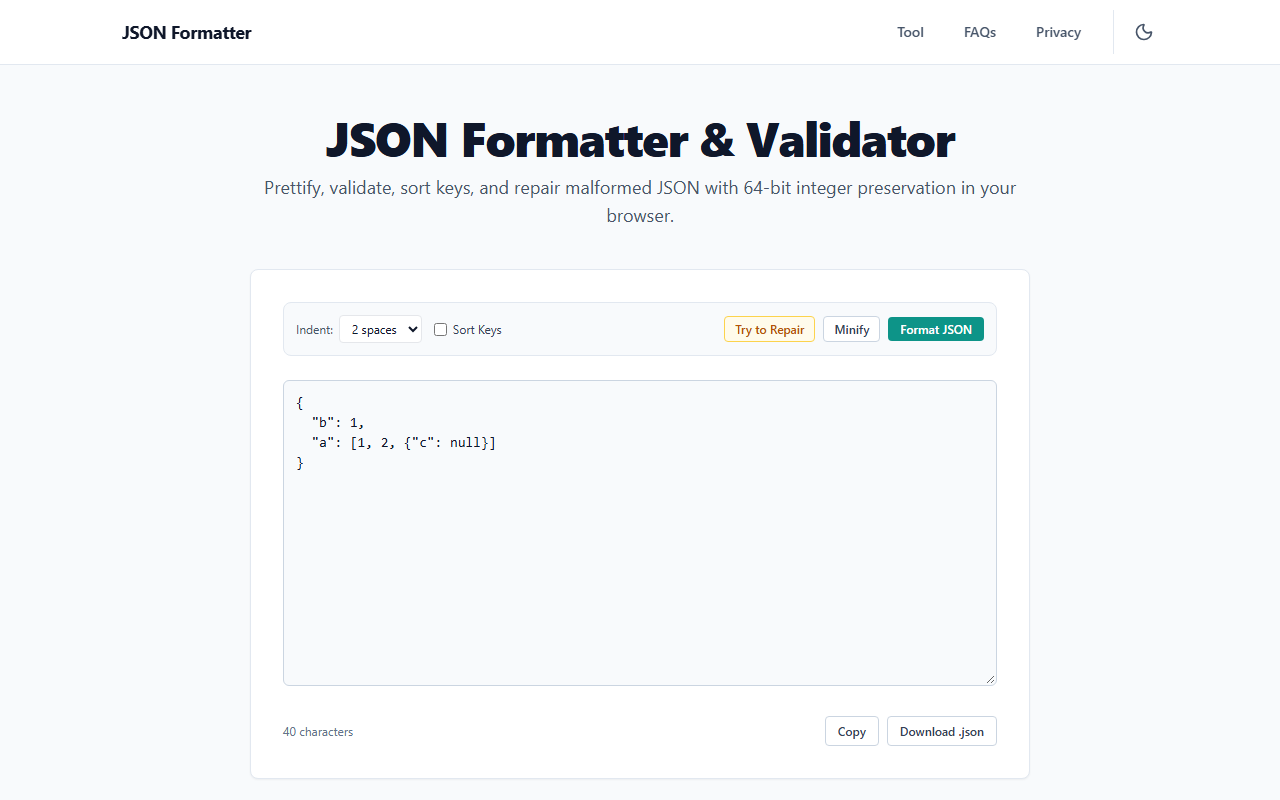 JSON Formatter
Tool
FAQs
Privacy
JSON Formatter & Validator
Prettify, validate, sort keys, and repair malformed JSON with 64-bit integer preservation in your
browser.
Indent:
2 spaces
Sort Keys
Try to Repair
Minify
Format JSON
{
  "b": 1,
  "a": [1, 2, {"c": null}]
}
40 characters
Copy
Download .json